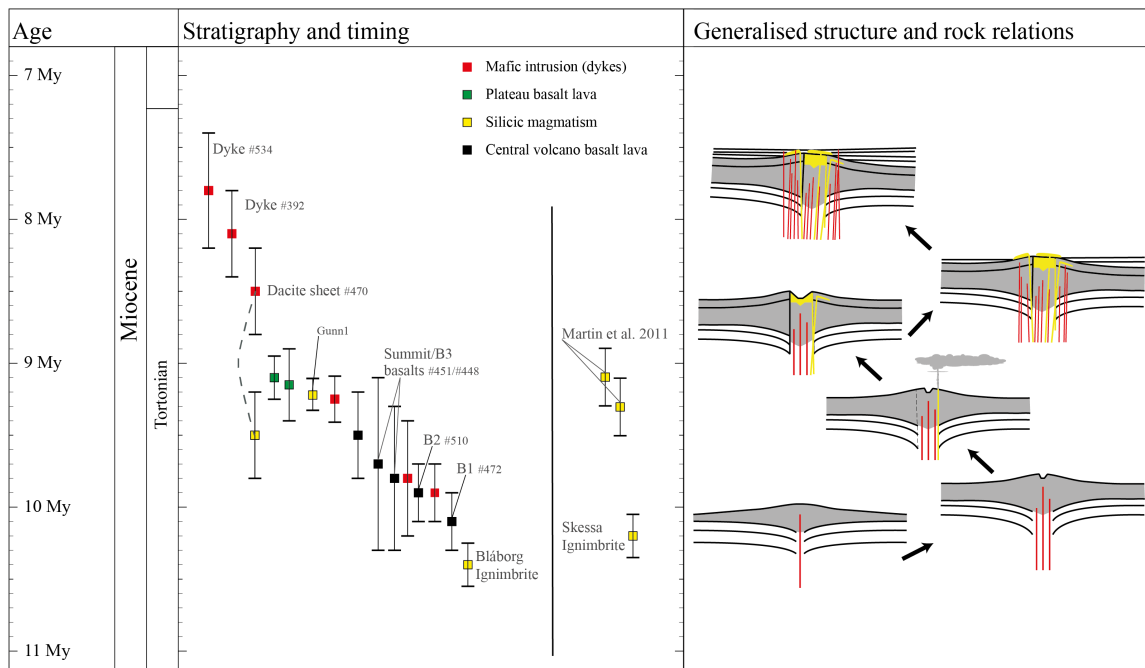 Age
Stratigraphy and timing
Generalised structure and rock relations
7 My
8 My
9 My
10 My
11 My
Miocene
Tortonian
Mafic intrusion (dykes)
Plateau basalt lava
Silicic magmatism
Central volcano basalt lava
Dyke #534
Dyke #392
Dacite sheet #470
Gunn1
Summit/B3
basalts #451/#448
B2 #510
B1 #472
Bláborg
Ignimbrite
Martin et al. 2011
Skessa
Ignimbrite